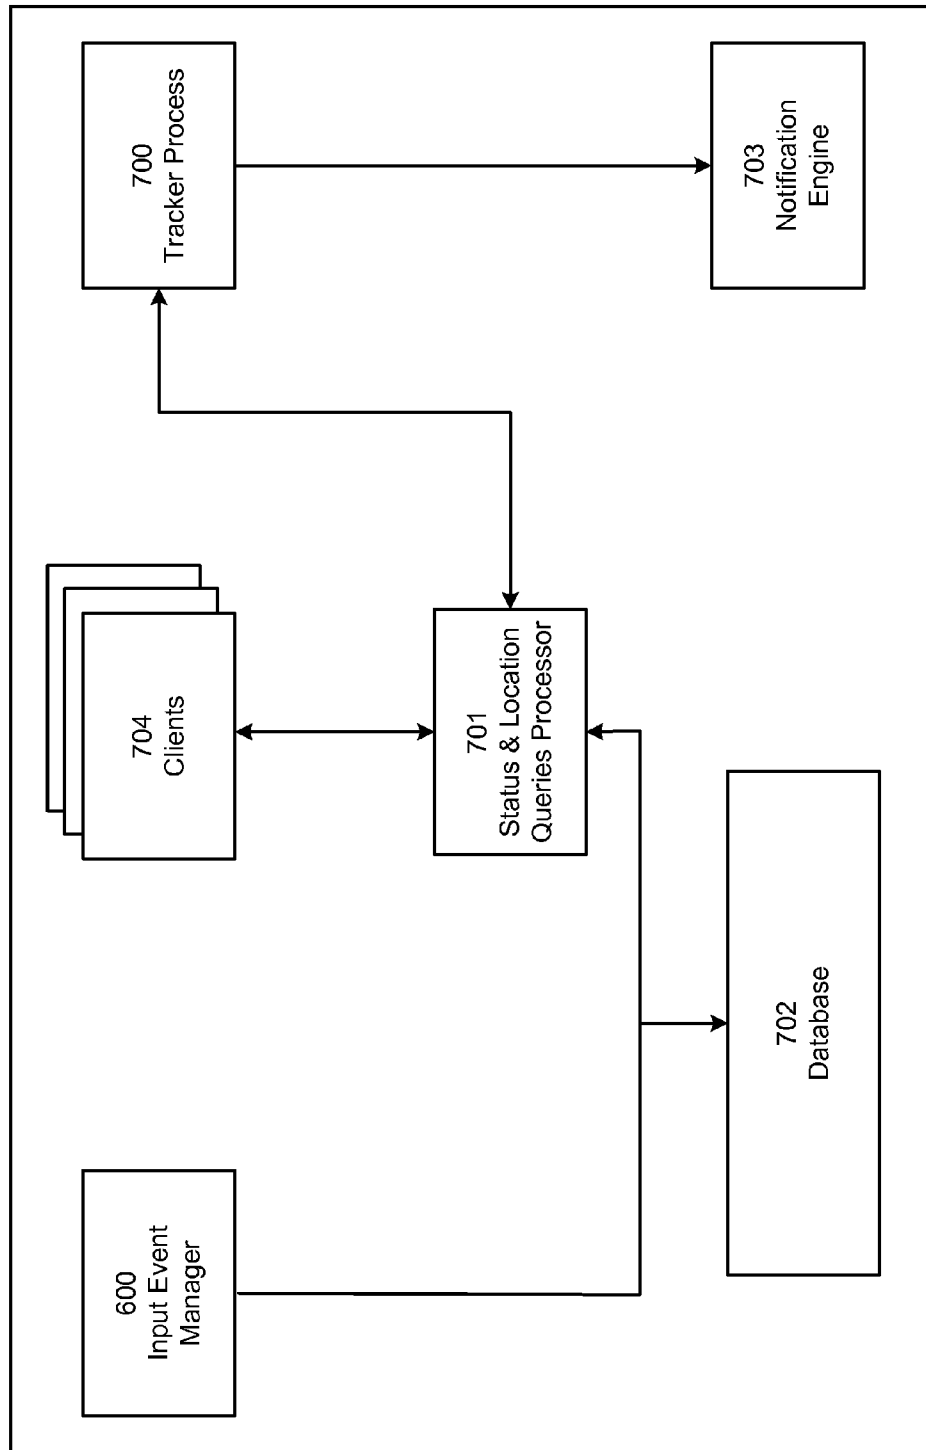 600
Input Event
Manager
704
Clients
700
Tracker Process
701
Status & Location
Queries Processor
702
Database
703
Notification
Engine